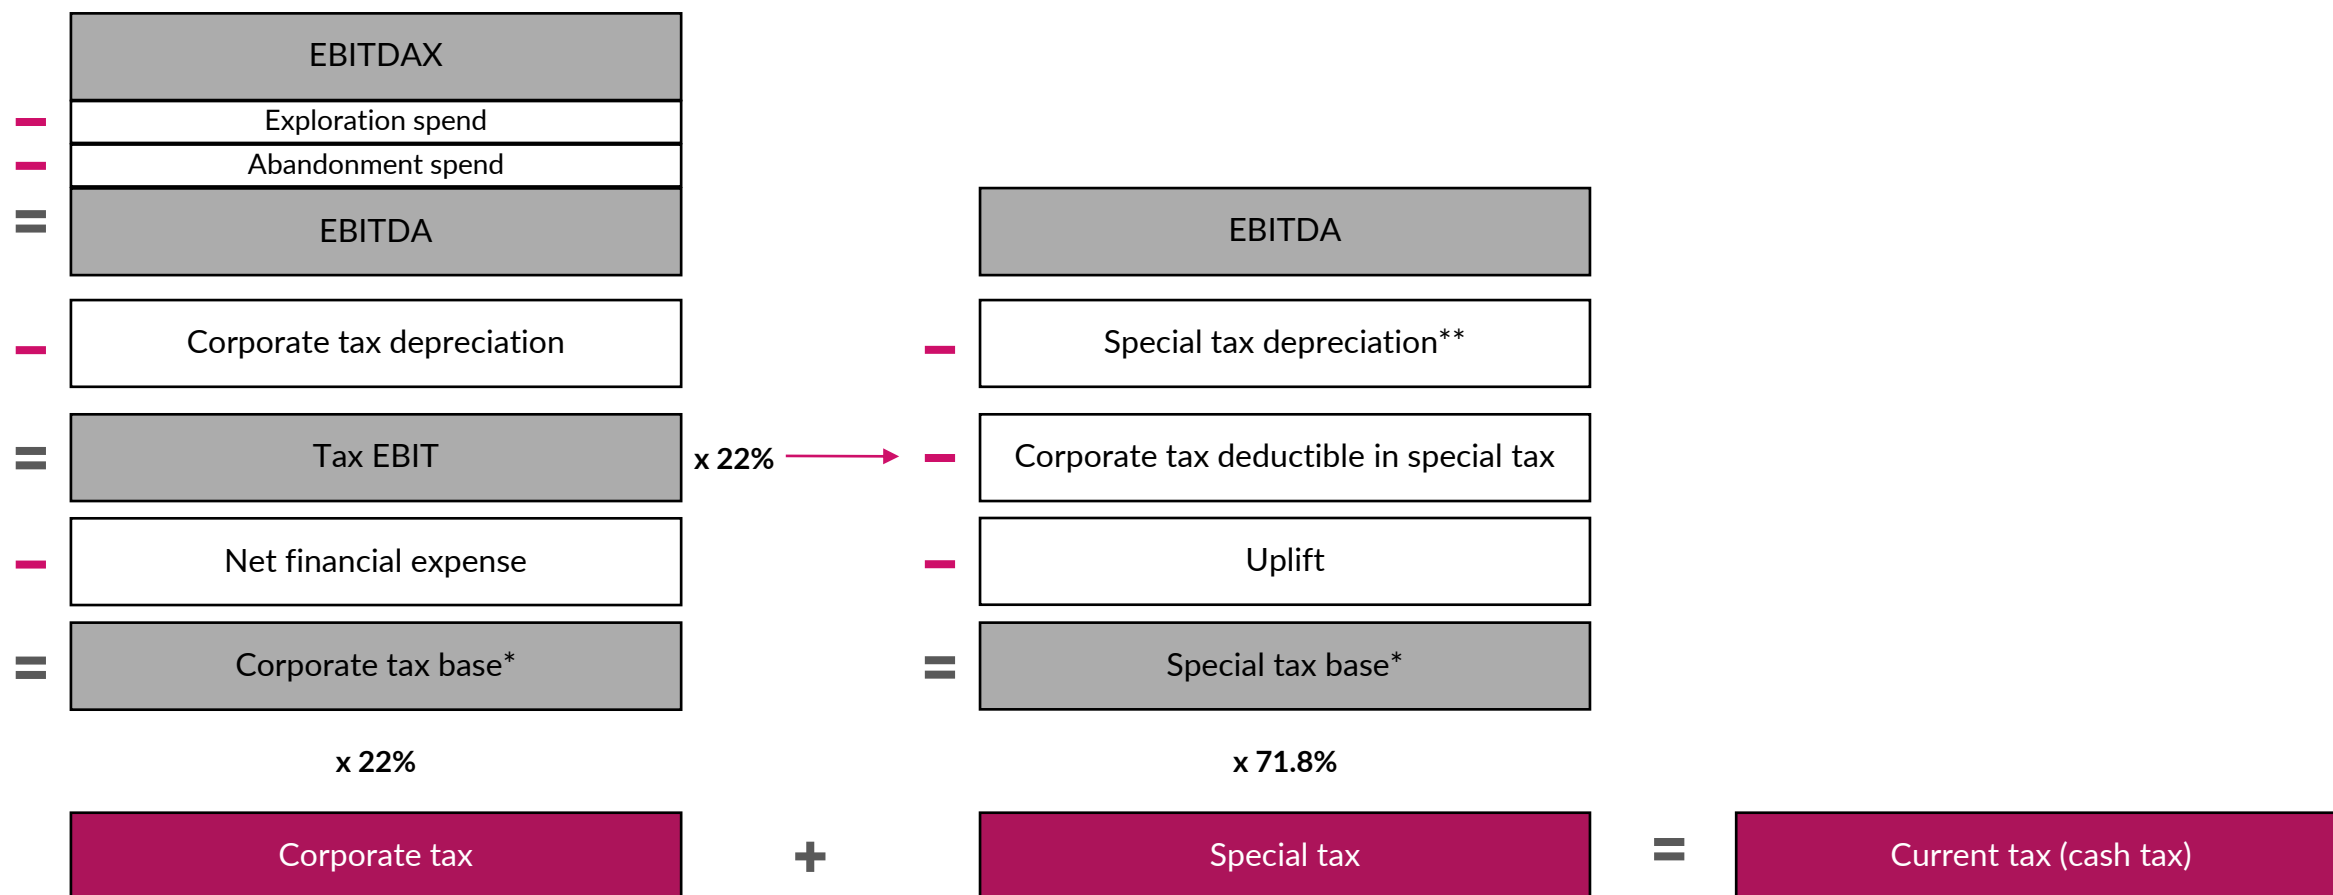 EBITDAX
− Exploration spend
− Abandonment spend
= EBITDA
− Corporate tax depreciation
= Tax EBIT
x 22%
− Net financial expense
= Corporate tax base*
x 22%
Corporate tax
EBITDA
− Special tax depreciation**
− Corporate tax deductible in special tax
− Uplift
= Special tax base*
x 71.8%
+ Special tax
= Current tax (cash tax)